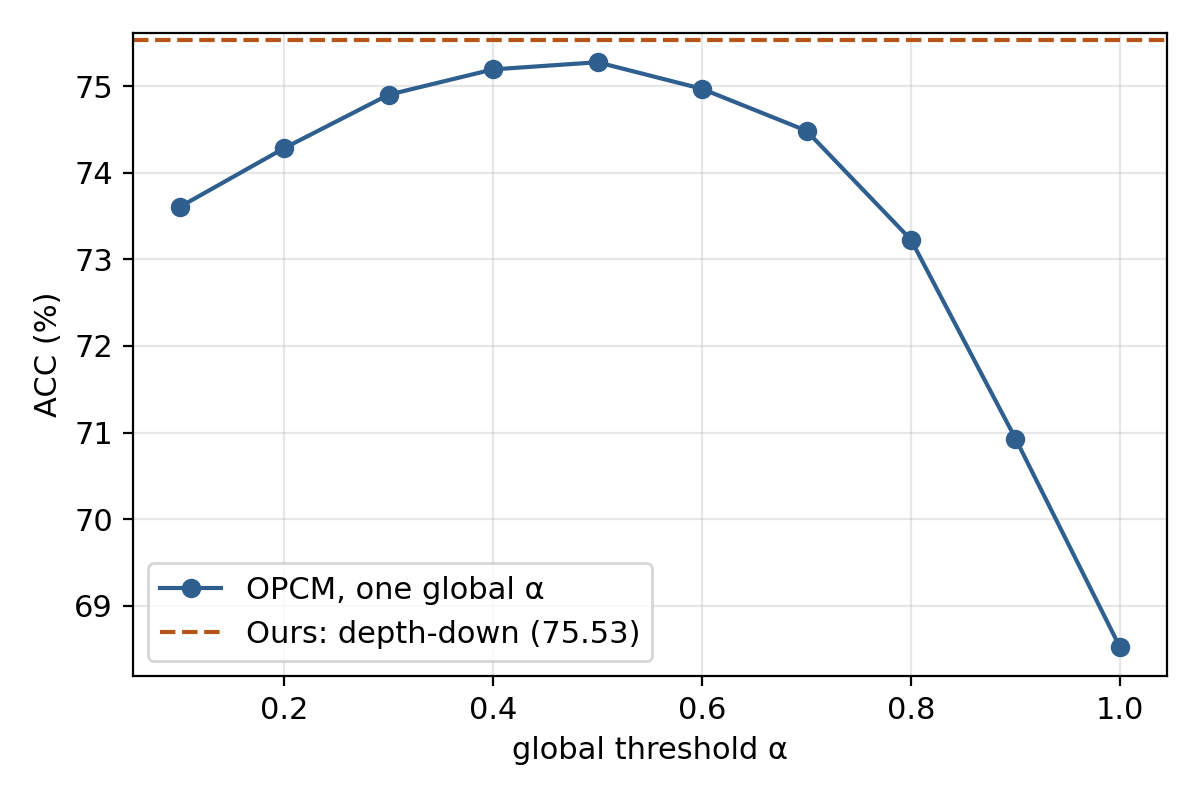 75
74
73
72
71
70
69
ACC (%)
OPCM, one global α
Ours: depth-down (75.53)
0.2 0.4 0.6 0.8 1.0
global threshold α